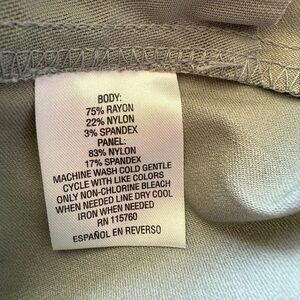 BODY:
75% RAYON
22% NYLON
3% SPANDEX
PANEL:
83% NYLON
17% SPANDEX
MACHINE WASH COLD GENTLE
CYCLE WITH LIKE COLORS
ONLY NON-CHLORINE BLEACH
WHEN NEEDED LINE DRY COOL
IRON WHEN NEEDED
RN 115760
ESPAÑOL EN REVERSO